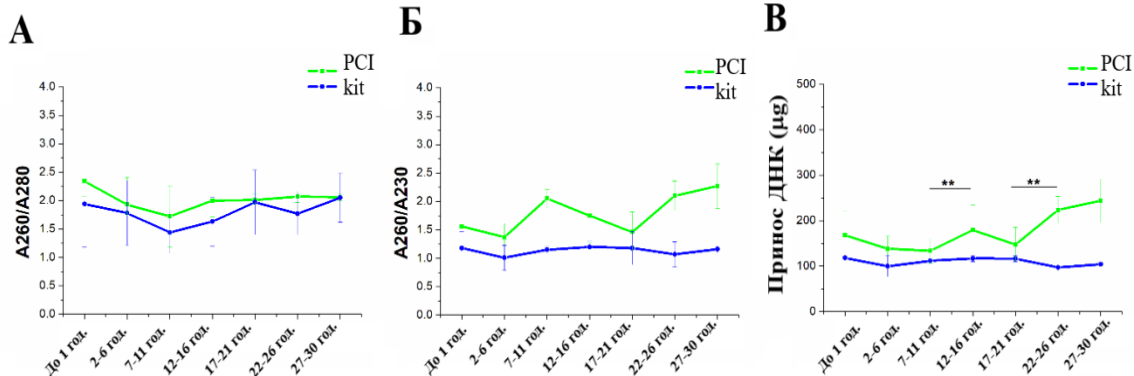 А
PCI
kit
A260/A280
4.0
3.5
3.0
2.5
2.0
1.5
1.0
0.5
0.0
До 1 год.
2-6 год.
7-11 год.
12-16 год.
17-21 год.
22-26 год.
27-30 год.
Б
PCI
kit
A260/A230
4.0
3.5
3.0
2.5
2.0
1.5
1.0
0.5
0.0
До 1 год.
2-6 год.
7-11 год.
12-16 год.
17-21 год.
22-26 год.
27-30 год.
В
PCI
kit
Принос ДНК (µg)
500
400
300
200
100
0
**
**
До 1 год.
2-6 год.
7-11 год.
12-16 год.
17-21 год.
22-26 год.
27-30 год.